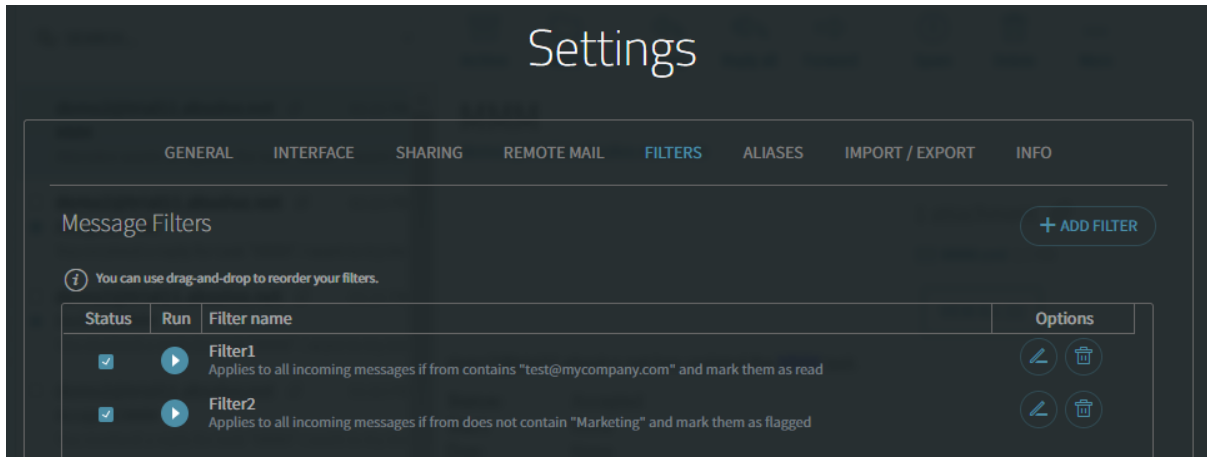 Settings
GENERAL INTERFACE SHARING REMOTE MAIL FILTERS ALIASES IMPORT / EXPORT INFO
Message Filters
+ ADD FILTER
i You can use drag-and-drop to reorder your filters.
Status Run Filter name Options
Filter1
Applies to all incoming messages if from contains "test@mycompany.com" and mark them as read
Filter2
Applies to all incoming messages if from does not contain "Marketing" and mark them as flagged